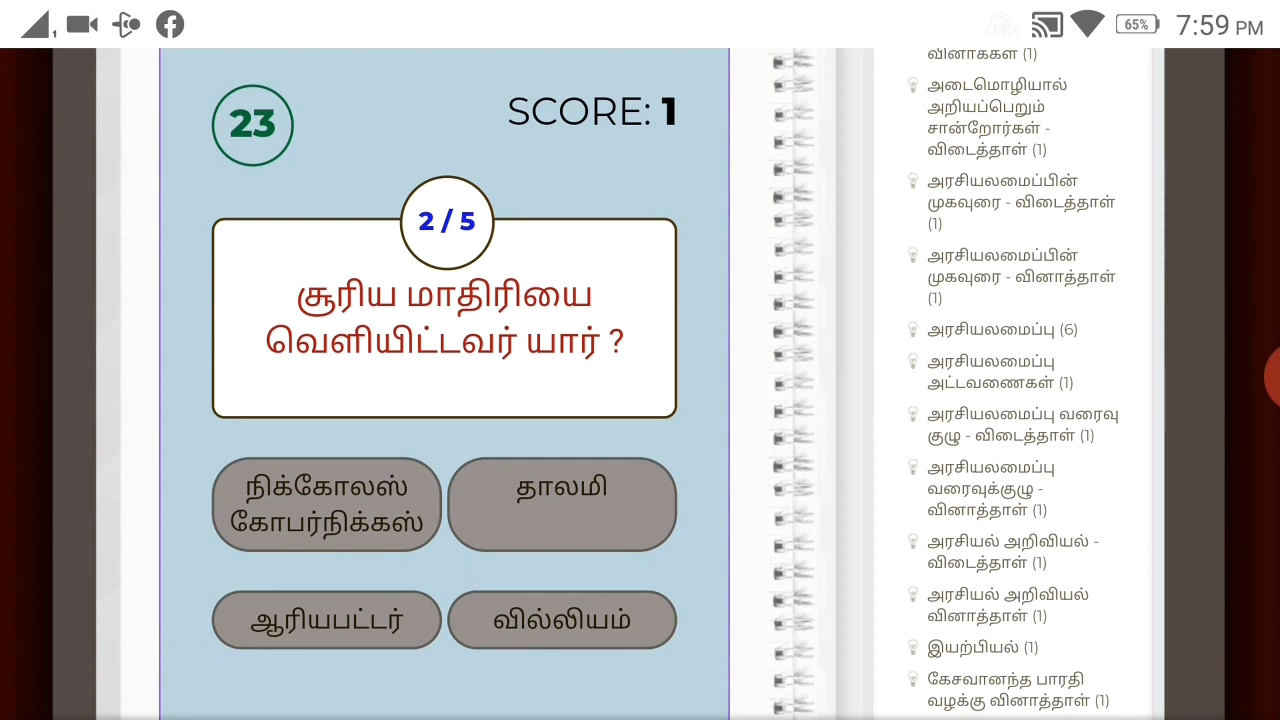 65%
7:59 PM
23
SCORE: 1
2 / 5
சூரிய மாதிரியை
வெளியிட்டவர் யார் ?
நிக்கோலஸ்
கோபர்நிக்கஸ்
தாலமி
ஆரியபட்டர்
வில்லியம்
(1)
அடைமொழியால்
அறியப்பெறும்
சான்றோர்கள் -
விடைத்தாள் (1)
அரசியலமைப்பின்
முகவுரை - விடைத்தாள்
(1)
அரசியலமைப்பின்
முகவுரை - வினாத்தாள்
(1)
அரசியலமைப்பு (6)
அரசியலமைப்பு
அட்டவணைகள் (1)
அரசியலமைப்பு வரைவு
குழு - விடைத்தாள் (1)
அரசியலமைப்பு
வரைவுக்குழு -
வினாத்தாள் (1)
அரசியல் அறிவியல் -
விடைத்தாள் (1)
அரசியல் அறிவியல்
வினாத்தாள் (1)
இயற்பியல் (1)
கேசவானந்த பாரதி
வழக்கு வினாத்தாள் (1)